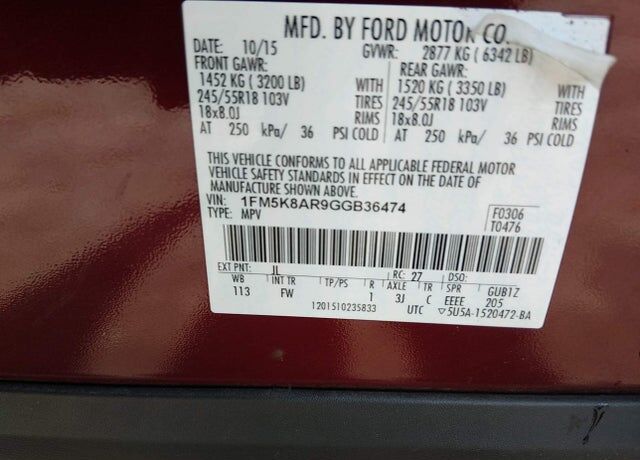 MFD. BY FORD MOTOR CO.
DATE: 10/15 GVWR: 2877 KG ( 6342 LB)
FRONT GAWR: REAR GAWR:
1452 KG ( 3200 LB) WITH 1520 KG ( 3350 LB) WITH
245/55R18 103V TIRES 245/55R18 103V TIRES
18x8.0J RIMS 18x8.0J RIMS
AT 250 kPa/ 36 PSI COLD AT 250 kPa/ 36 PSI COLD
THIS VEHICLE CONFORMS TO ALL APPLICABLE FEDERAL MOTOR
VEHICLE SAFETY STANDARDS IN EFFECT ON THE DATE OF
MANUFACTURE SHOWN ABOVE.
VIN: 1FM5K8AR9GGB36474 F0306
TYPE: MPV T0476
EXT PNT: JL RC: 27 DSO:
WB INT TR TP/PS R AXLE TR SPR GUB1Z
113 FW 1 3J C EEEE 205
1201510235833 UTC ▽5U5A-1520472-BA